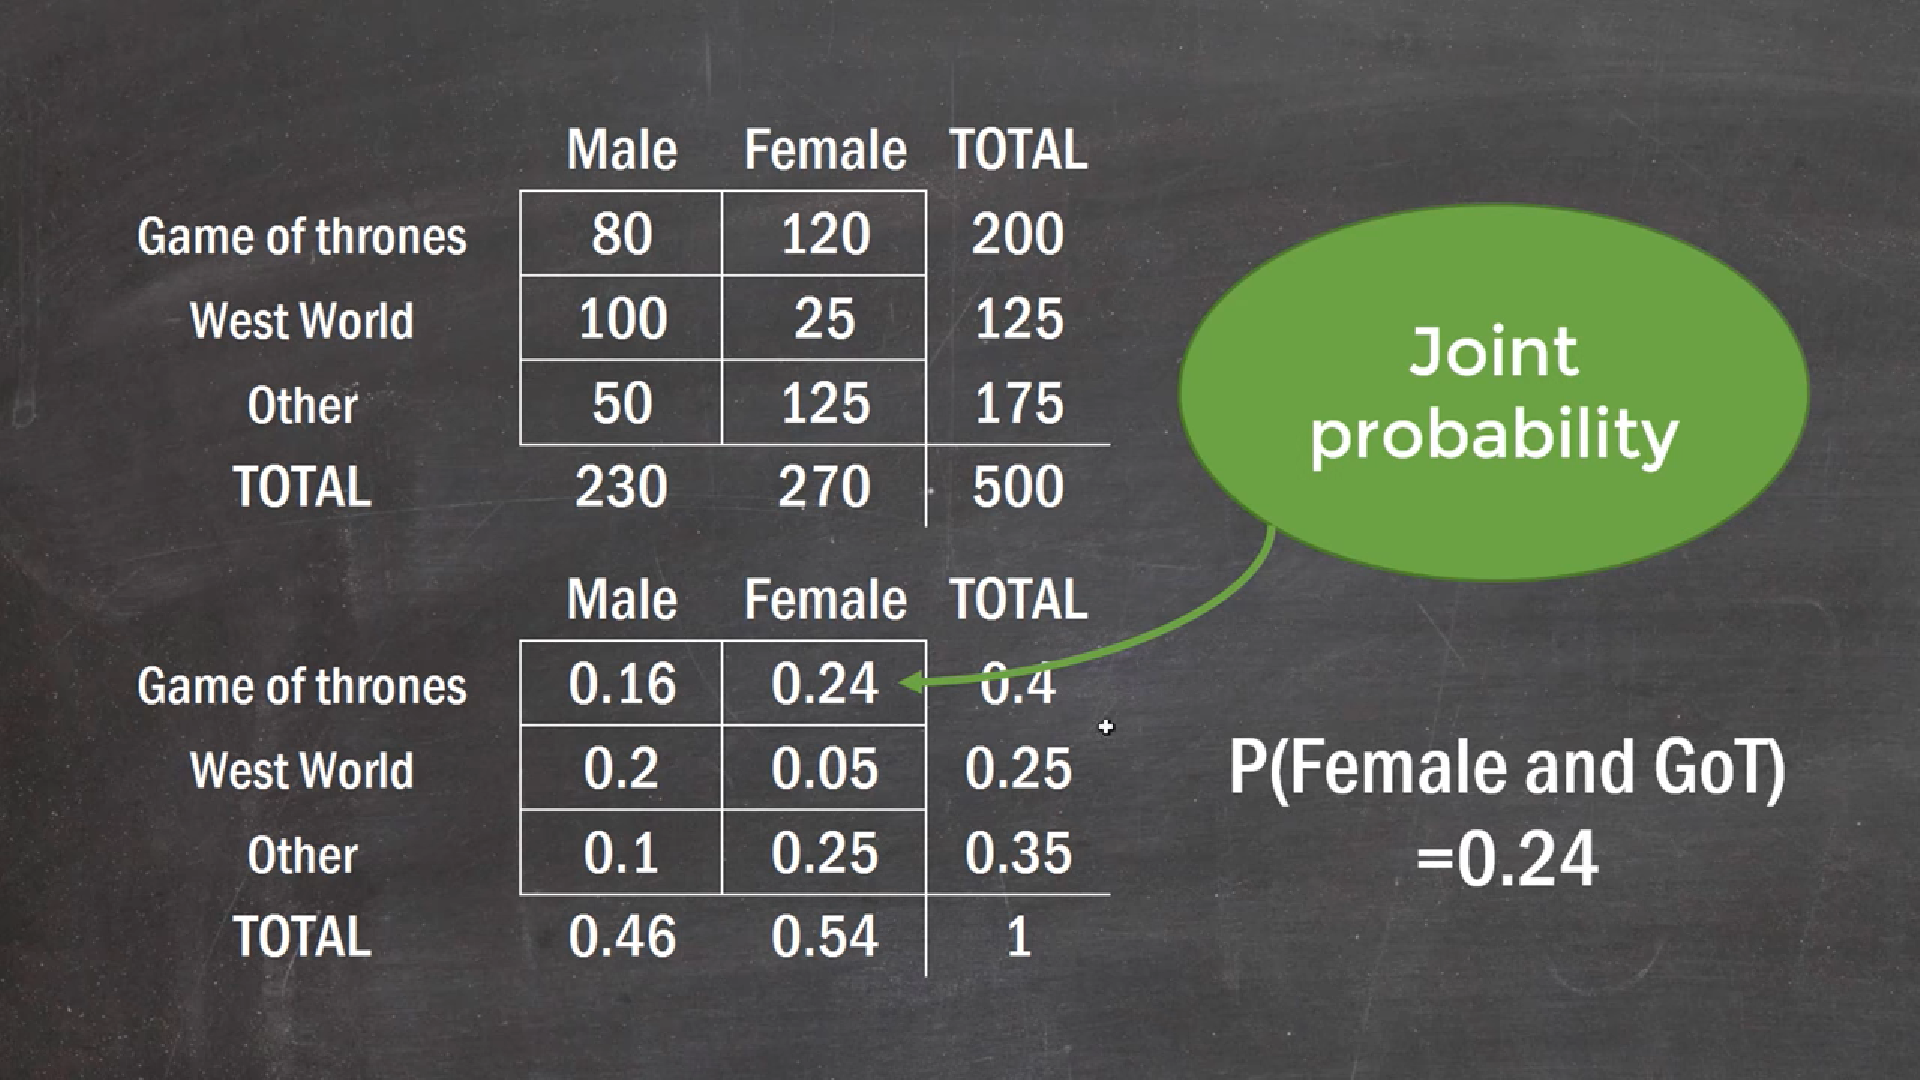 Male Female TOTAL
Game of thrones 80 120 200
West World 100 25 125
Other 50 125 175
TOTAL 230 270 500
Joint
probability
Male Female TOTAL
Game of thrones 0.16 0.24 0.4
West World 0.2 0.05 0.25
Other 0.1 0.25 0.35
TOTAL 0.46 0.54 1
P(Female and GoT)
=0.24